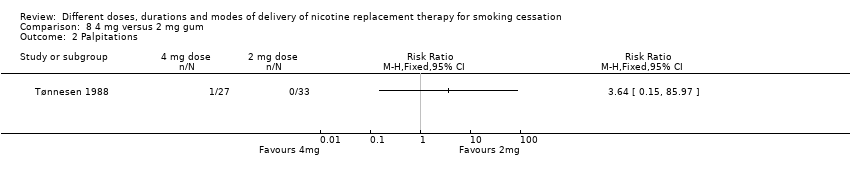 Review: Different doses, durations and modes of delivery of nicotine replacement therapy for smoking cessation
Comparison: 8 4 mg versus 2 mg gum
Outcome: 2 Palpitations
Study or subgroup 4 mg dose 2 mg dose Risk Ratio Risk Ratio
n/N n/N M-H,Fixed,95% CI M-H,Fixed,95% CI
Tønnesen 1988 1/27 0/33 3.64 [ 0.15, 85.97 ]
0.01 0.1 1 10 100
Favours 4mg Favours 2mg